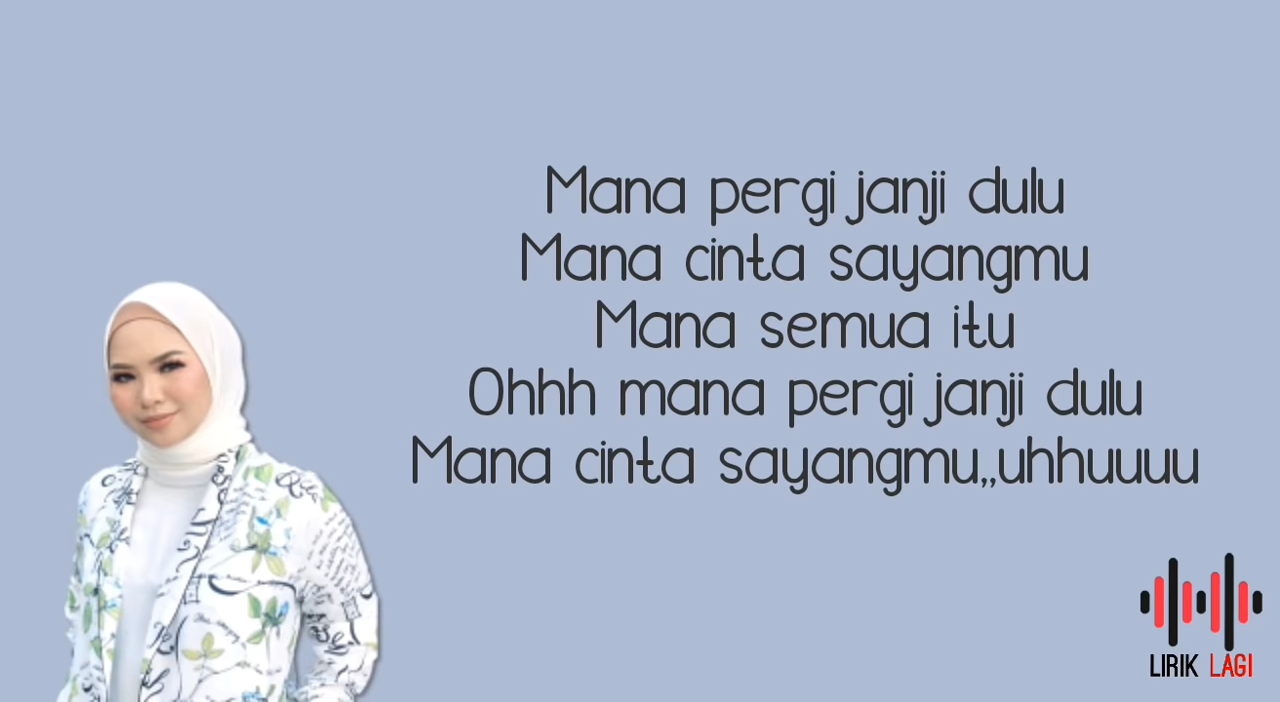 Mana pergi janji dulu
Mana cinta sayangmu
Mana semua itu
Ohhh mana pergi janji dulu
Mana cinta sayangmu,,uhhuuuu
LIRIK LAGI